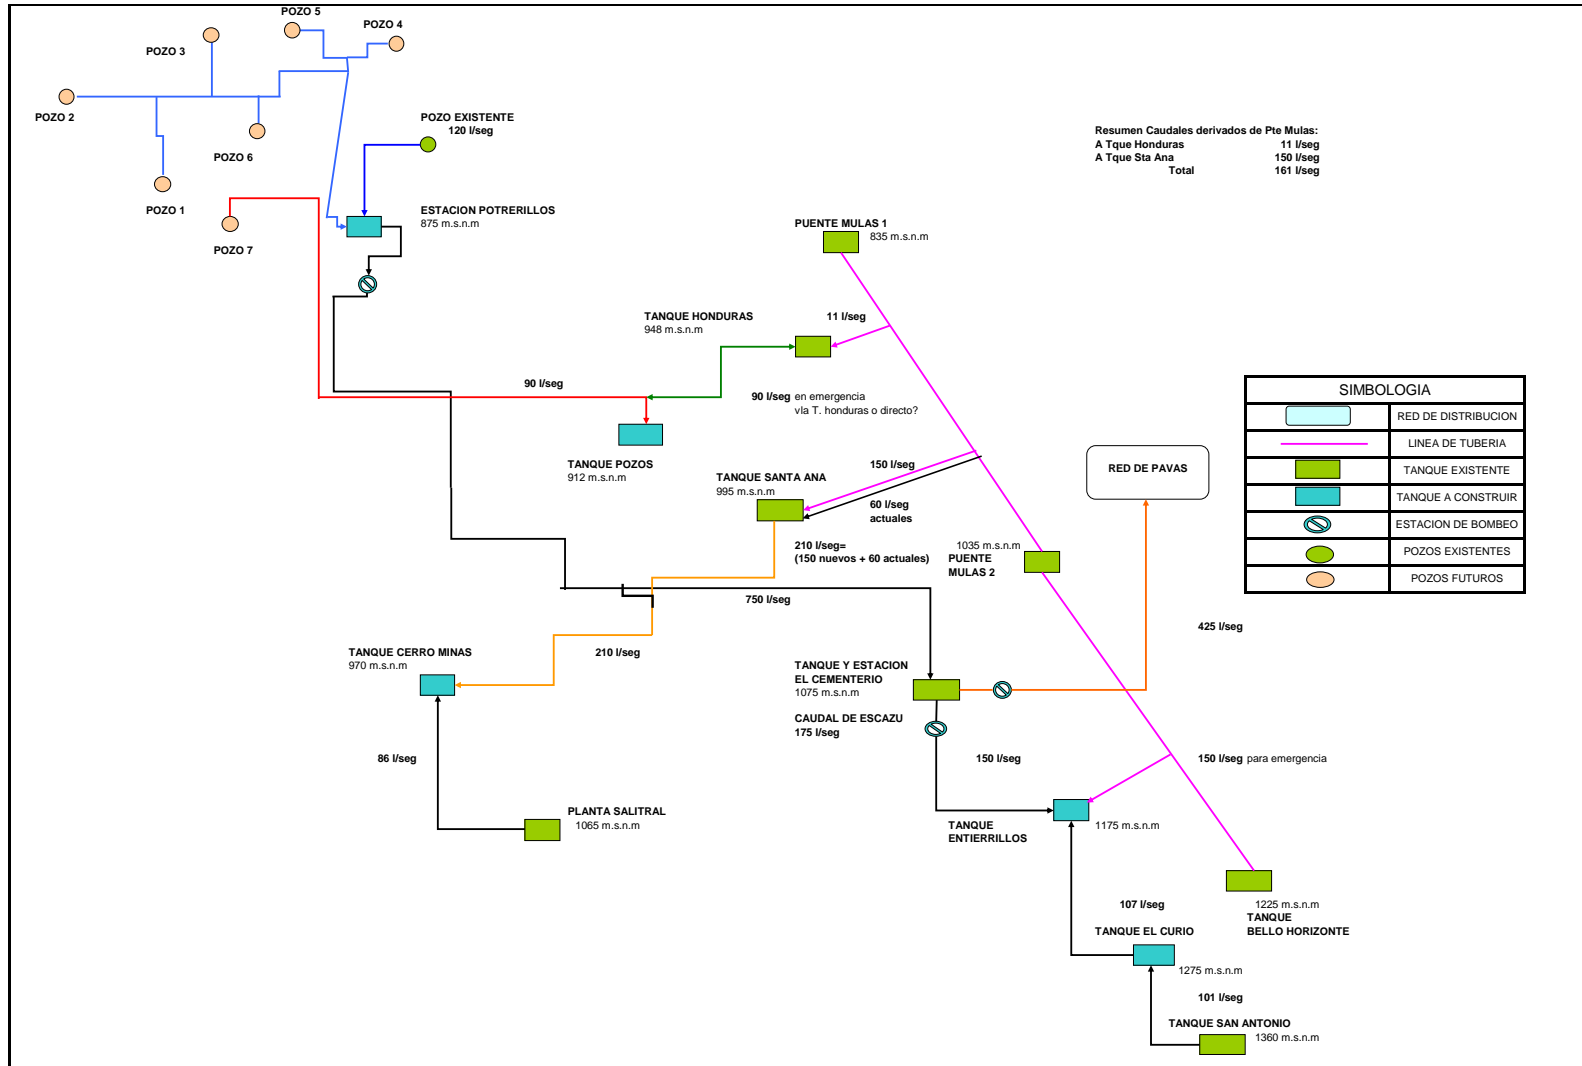 POZO 5
POZO 4
POZO 3
POZO 2
POZO EXISTENTE
120 l/seg
POZO 6
POZO 1
POZO 7
ESTACION POTRERILLOS
875 m.s.n.m
Resumen Caudales derivados de Pte Mulas:
A Tque Honduras 11 l/seg
A Tque Sta Ana 150 l/seg
Total 161 l/seg
PUENTE MULAS 1
835 m.s.n.m
TANQUE HONDURAS
948 m.s.n.m
11 l/seg
90 l/seg
90 l/seg en emergencia
vía T. honduras o directo?
TANQUE POZOS
912 m.s.n.m
TANQUE SANTA ANA
995 m.s.n.m
150 l/seg
60 l/seg
actuales
210 l/seg=
(150 nuevos + 60 actuales)
1035 m.s.n.m
PUENTE
MULAS 2
RED DE PAVAS
SIMBOLOGIA
RED DE DISTRIBUCION
LINEA DE TUBERIA
TANQUE EXISTENTE
TANQUE A CONSTRUIR
ESTACION DE BOMBEO
POZOS EXISTENTES
POZOS FUTUROS
750 l/seg
425 l/seg
TANQUE CERRO MINAS
970 m.s.n.m
210 l/seg
TANQUE Y ESTACION
EL CEMENTERIO
1075 m.s.n.m
CAUDAL DE ESCAZU
175 l/seg
86 l/seg
150 l/seg
150 l/seg para emergencia
PLANTA SALITRAL
1065 m.s.n.m
TANQUE
ENTIERRILLOS
1175 m.s.n.m
107 l/seg
1225 m.s.n.m
TANQUE
BELLO HORIZONTE
TANQUE EL CURIO
1275 m.s.n.m
101 l/seg
TANQUE SAN ANTONIO
1360 m.s.n.m